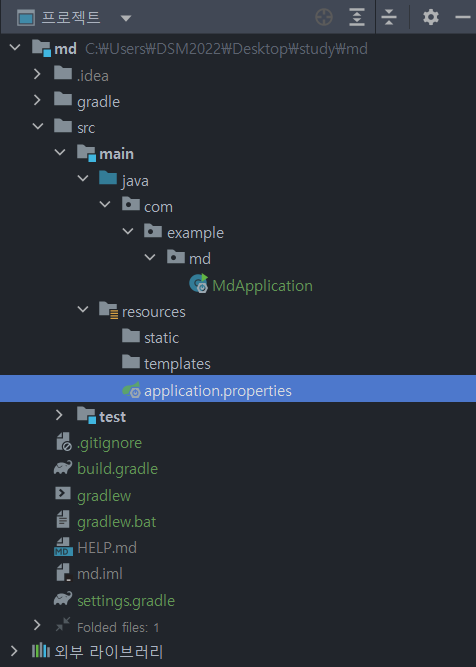 프로젝트
md C:₩Users₩DSM2022₩Desktop₩study₩md
.idea
gradle
src
main
java
com
example
md
MdApplication
resources
static
templates
application.properties
test
.gitignore
build.gradle
gradlew
gradlew.bat
MD HELP.md
md.iml
settings.gradle
Folded files: 1
외부 라이브러리